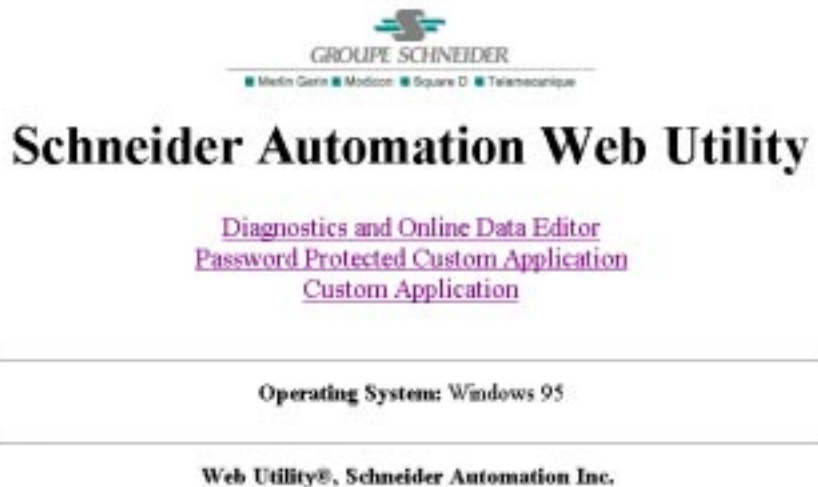 GROUPE SCHNEIDER
Merlin Gerin Modicon Square D Telemecanique
Schneider Automation Web Utility
Diagnostics and Online Data Editor
Password Protected Custom Application
Custom Application
Operating System: Windows 95
Web Utility®, Schneider Automation Inc.